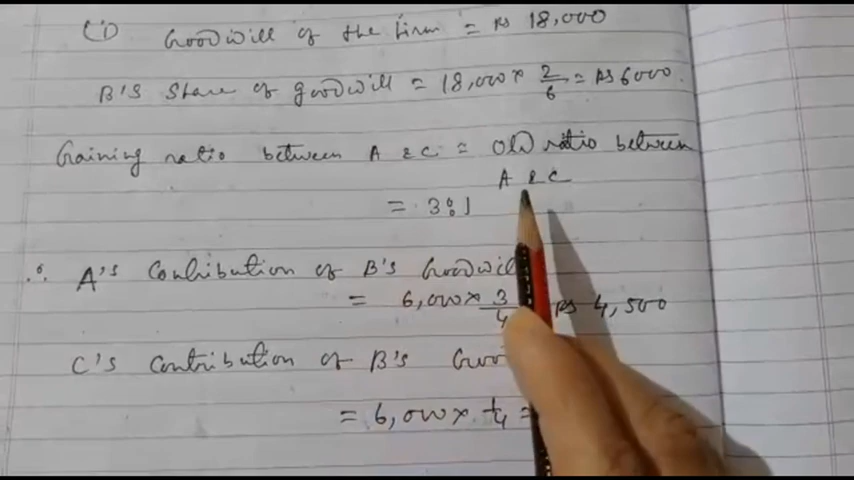 (i) Goodwill of the firm = Rs 18,000
B's Share of goodwill = 18,000 × 2/6 = Rs 6000.
Gaining ratio between A & C = Old ratio between
A & C
= 3:1
∴ A's Contribution of B's Goodwill
= 6,000 × 3/4 Rs 4,500
C's Contribution of B's
= 6,000 × 1/4 =